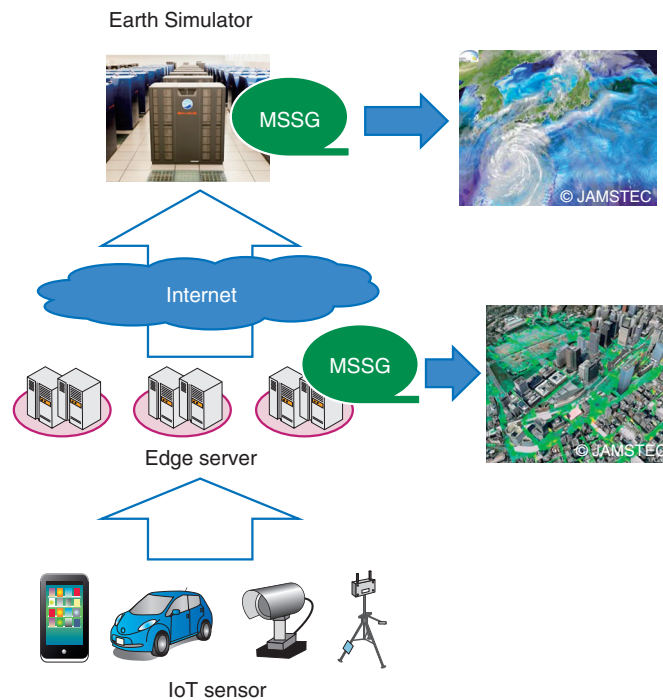 Earth Simulator
MSSG
© JAMSTEC
Internet
MSSG
© JAMSTEC
Edge server
IoT sensor